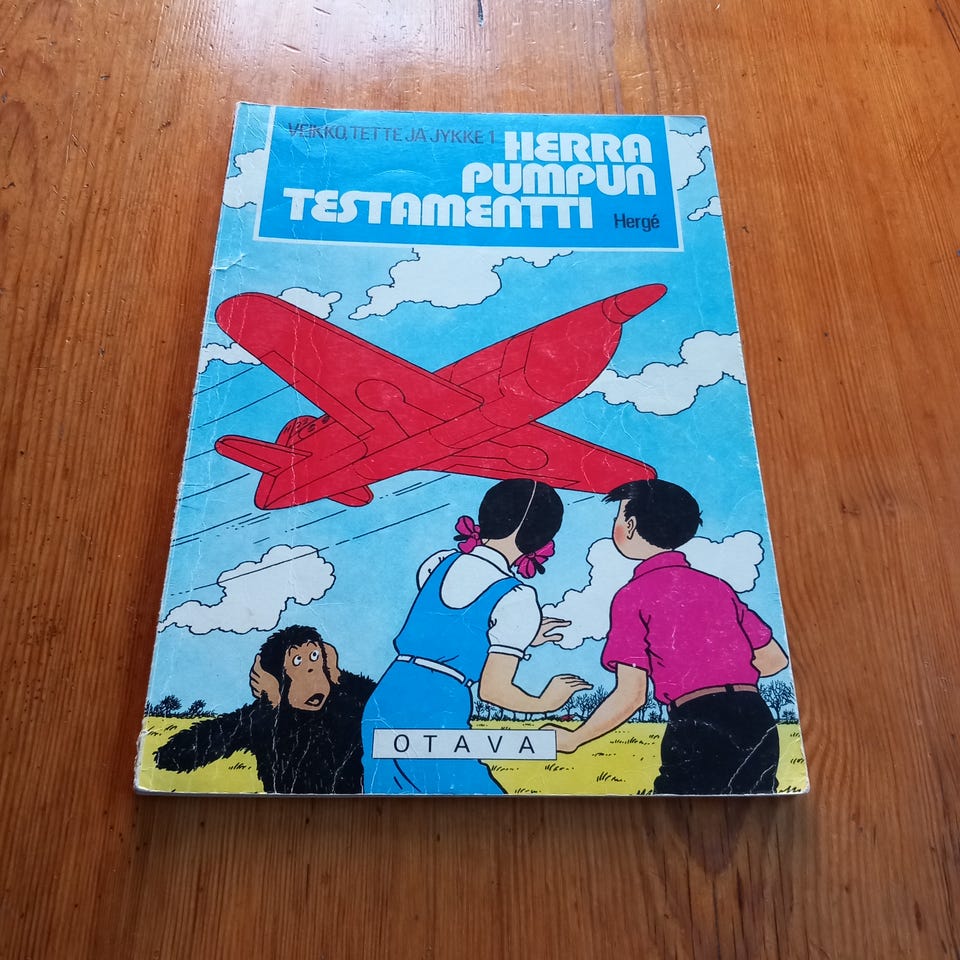 VEIKKO, TETTE JA JYKKE 1
HERRA
PUMPUN
TESTAMENTTI
Hergé
OTAVA